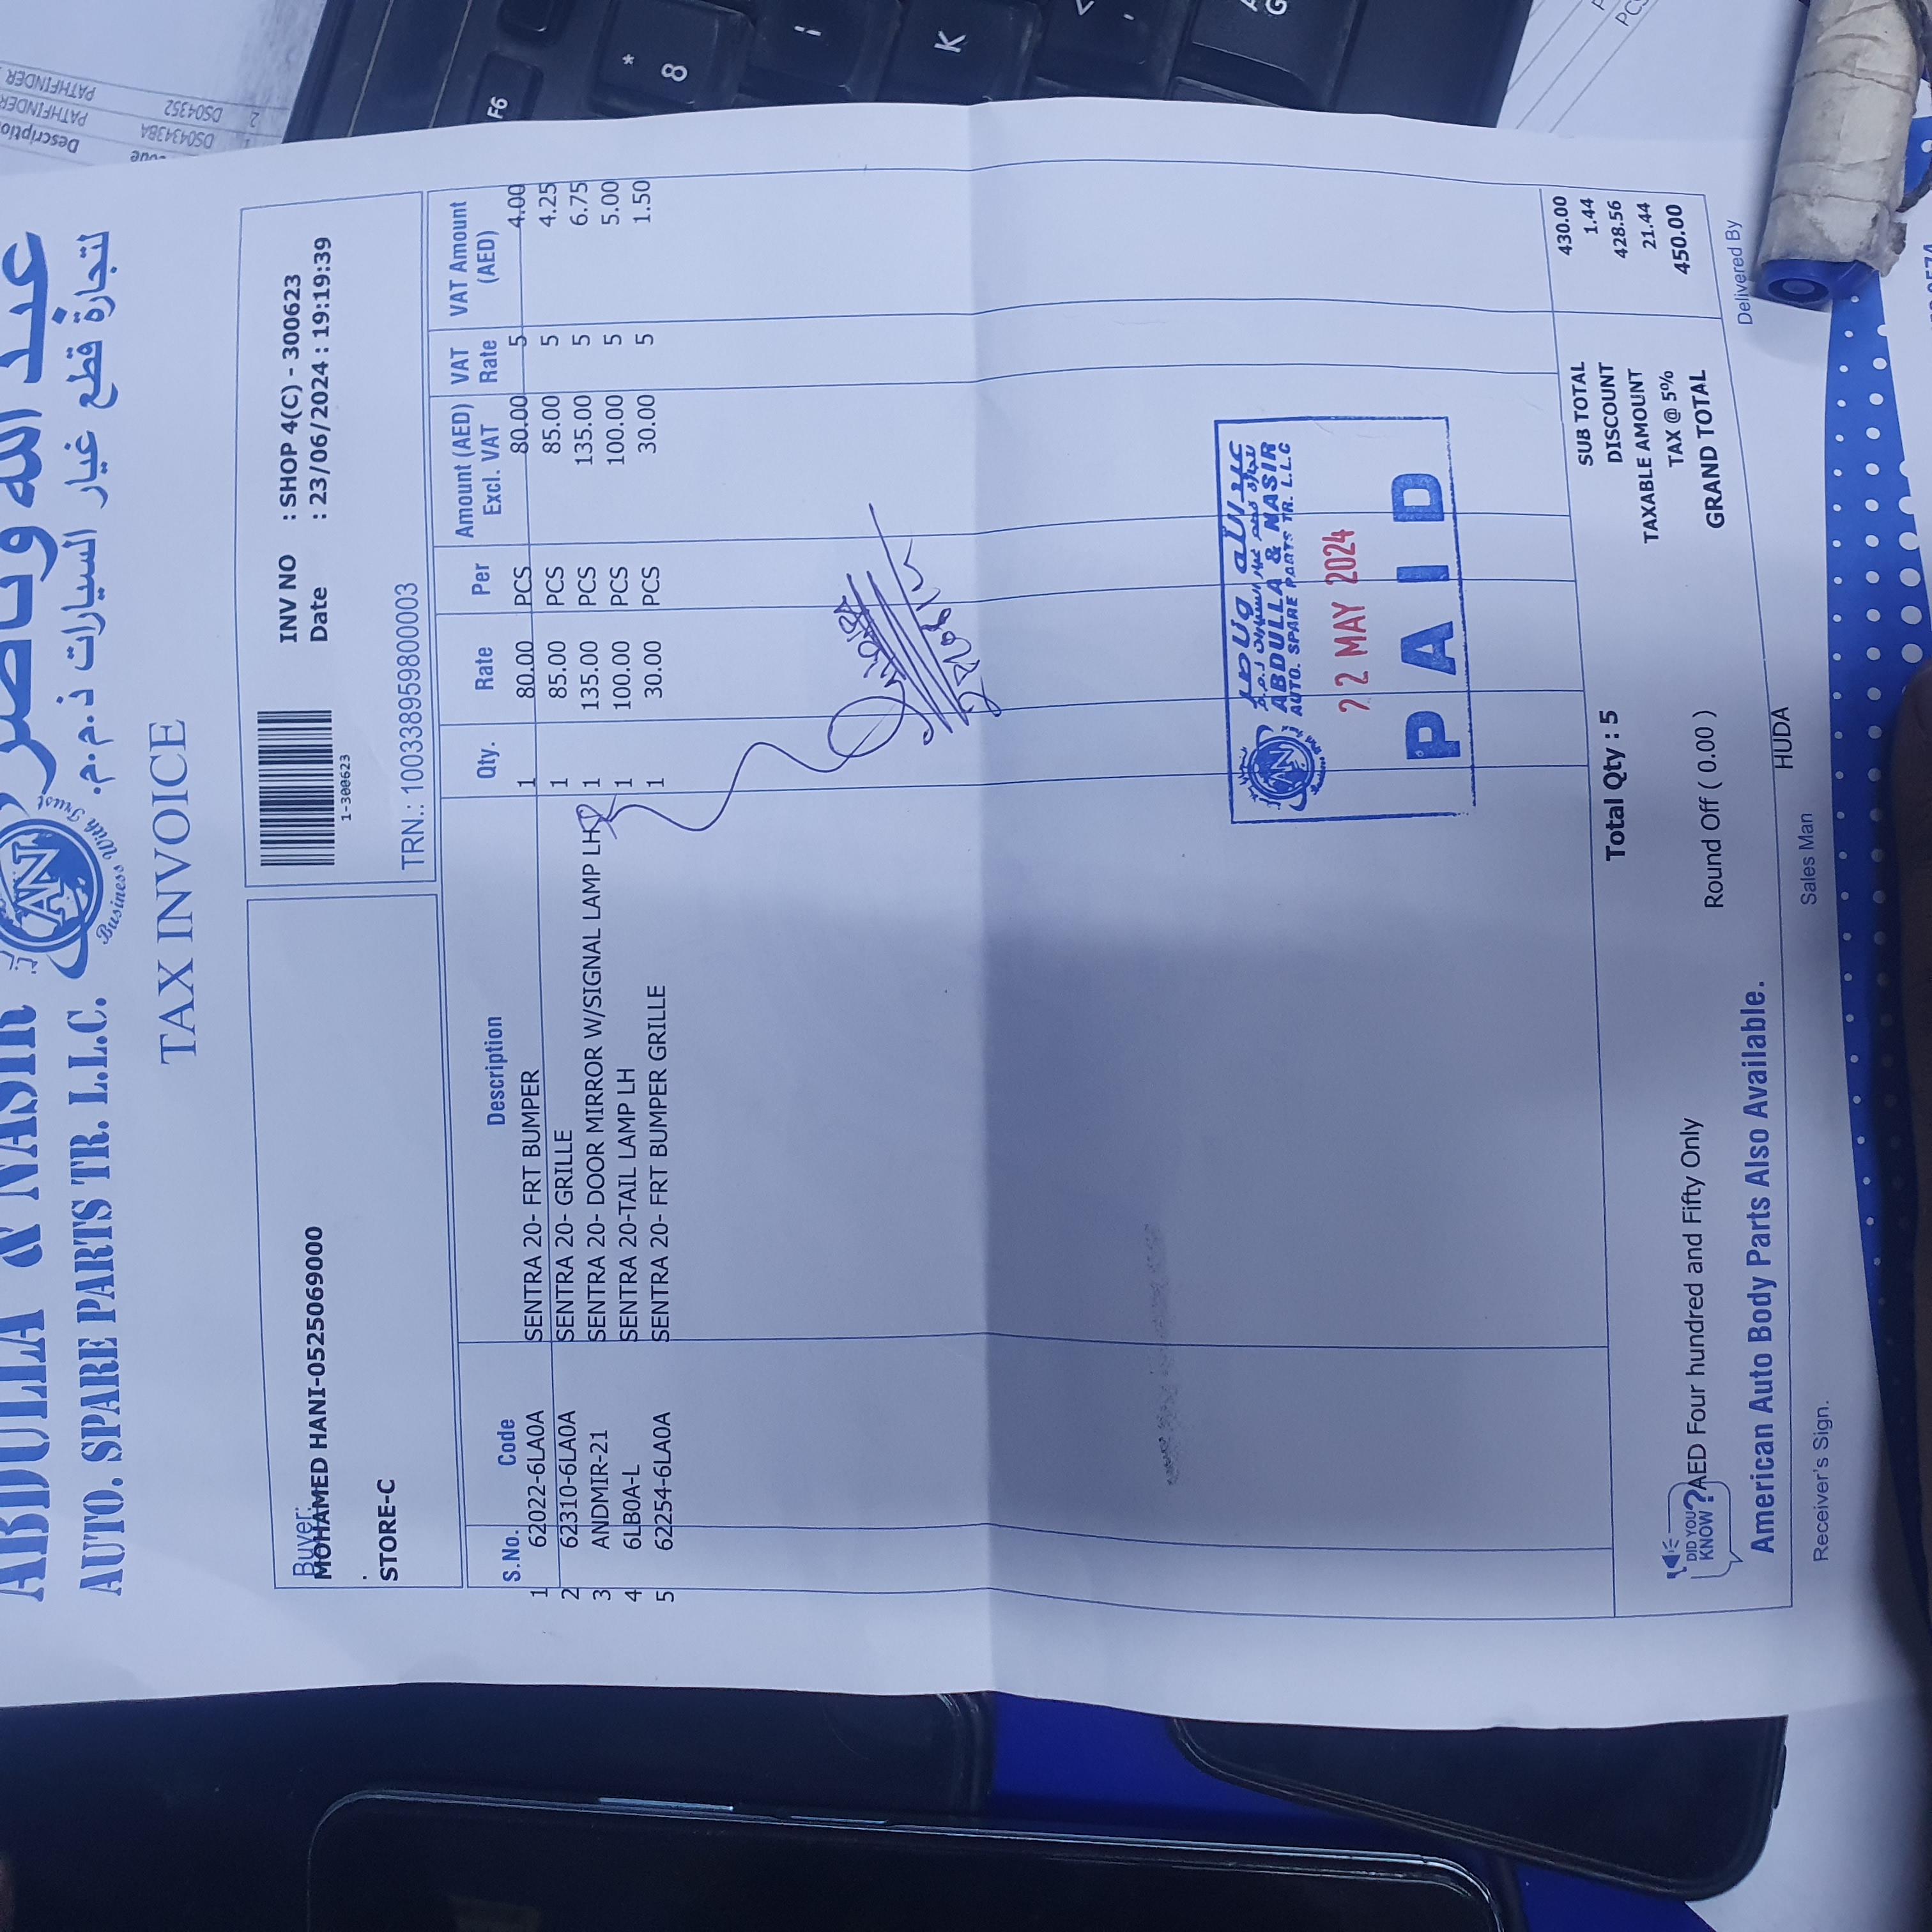 عبد الله و ناصر
لتجارة قطع غيار السيارات ذ.م.م.
ABDULLA & NASIR
AUTO. SPARE PARTS TR. L.L.C.
AN
Business With Trust
TAX INVOICE
Buyer:
MOHAMED HANI-0525069000
.
STORE-C
1-300623
INV NO : SHOP 4(C) - 300623
Date : 23/06/2024 : 19:19:39
TRN.: 100338959800003
S.No. Code Description Qty. Rate Per Amount (AED) Excl. VAT VAT Rate VAT Amount (AED)
1 62022-6LA0A SENTRA 20- FRT BUMPER 1 80.00 PCS 80.00 5 4.00
2 62310-6LA0A SENTRA 20- GRILLE 1 85.00 PCS 85.00 5 4.25
3 ANDMIR-21 SENTRA 20- DOOR MIRROR W/SIGNAL LAMP LH 1 135.00 PCS 135.00 5 6.75
4 6LB0A-L SENTRA 20-TAIL LAMP LH 1 100.00 PCS 100.00 5 5.00
5 62254-6LA0A SENTRA 20- FRT BUMPER GRILLE 1 30.00 PCS 30.00 5 1.50
ABDULLA & NASIR
AUTO. SPARE PARTS TR. L.L.C
22 MAY 2024
PAID
SUB TOTAL 430.00
Total Qty : 5 DISCOUNT 1.44
TAXABLE AMOUNT 428.56
TAX @ 5% 21.44
Round Off ( 0.00 ) GRAND TOTAL 450.00
DID YOU KNOW?
AED Four hundred and Fifty Only
American Auto Body Parts Also Available.
Receiver's Sign. Sales Man HUDA Delivered By
F6
* 8
I
K
Description
PATHFINDER
PATHFINDER
1 DS0434BA
2 DS04352
PCS